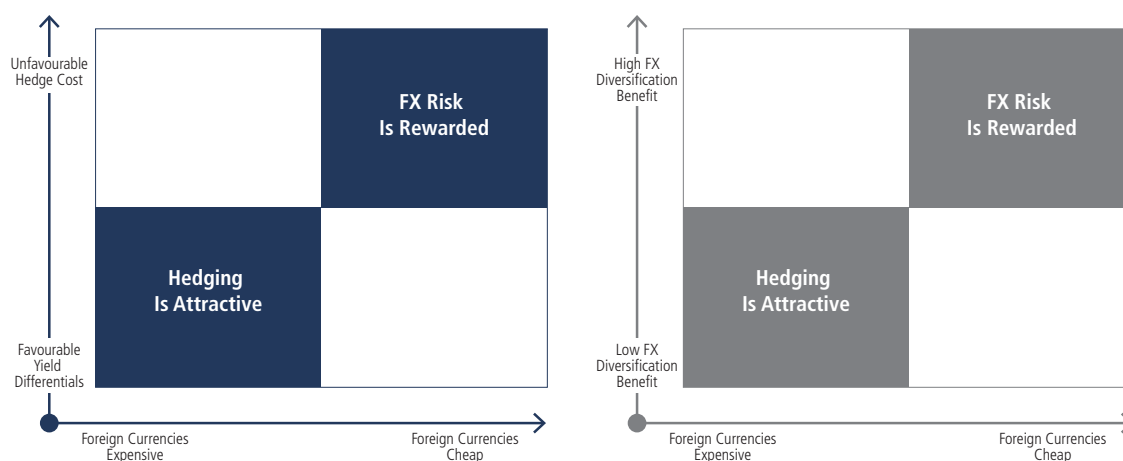 Unfavourable
Hedge Cost
FX Risk
Is Rewarded
Hedging
Is Attractive
Favourable
Yield
Differentials
Foreign Currencies
Expensive
Foreign Currencies
Cheap
High FX
Diversification
Benefit
FX Risk
Is Rewarded
Hedging
Is Attractive
Low FX
Diversification
Benefit
Foreign Currencies
Expensive
Foreign Currencies
Cheap